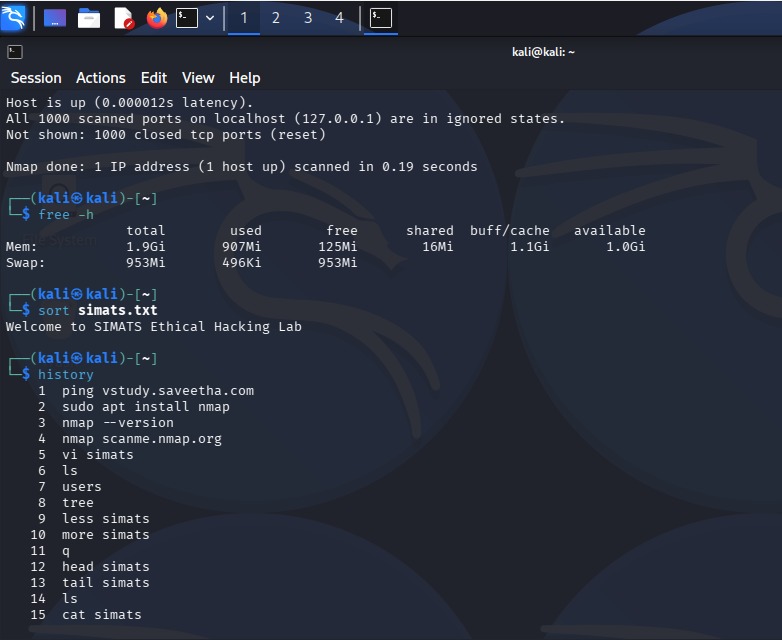 1 2 3 4
kali@kali: ~
Session Actions Edit View Help
Host is up (0.000012s latency).
All 1000 scanned ports on localhost (127.0.0.1) are in ignored states.
Not shown: 1000 closed tcp ports (reset)
Nmap done: 1 IP address (1 host up) scanned in 0.19 seconds
┌──(kali㉿kali)-[~]
└─$ free -h
total used free shared buff/cache available
Mem: 1.9Gi 907Mi 125Mi 16Mi 1.1Gi 1.0Gi
Swap: 953Mi 496Ki 953Mi
┌──(kali㉿kali)-[~]
└─$ sort simats.txt
Welcome to SIMATS Ethical Hacking Lab
┌──(kali㉿kali)-[~]
└─$ history
1 ping vstudy.saveetha.com
2 sudo apt install nmap
3 nmap --version
4 nmap scanme.nmap.org
5 vi simats
6 ls
7 users
8 tree
9 less simats
10 more simats
11 q
12 head simats
13 tail simats
14 ls
15 cat simats